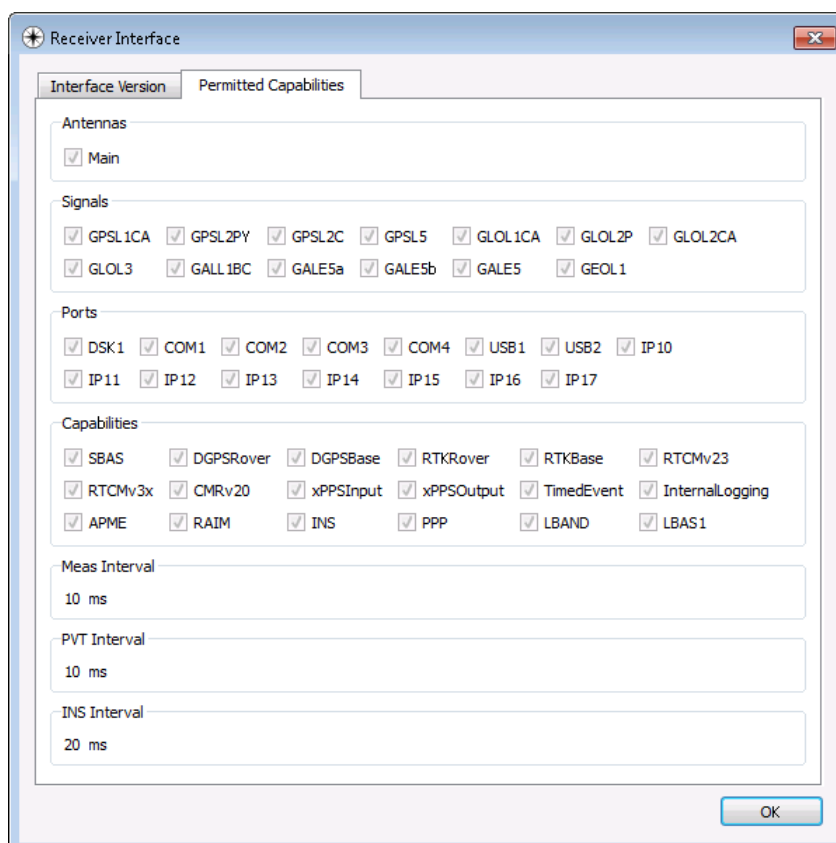 Receiver Interface
Interface Version Permitted Capabilities
Antennas
Main
Signals
GPSL1CA GPSL2PY GPSL2C GPSL5 GLOL1CA GLOL2P GLOL2CA
GLOL3 GALL1BC GALE5a GALE5b GALE5 GEOL1
Ports
DSK1 COM1 COM2 COM3 COM4 USB1 USB2 IP10
IP11 IP12 IP13 IP14 IP15 IP16 IP17
Capabilities
SBAS DGPSRover DGPSBase RTKRover RTKBase RTCMv23
RTCMv3x CMRv20 xPPSInput xPPSOutput TimedEvent InternalLogging
APME RAIM INS PPP LBAND LBAS1
Meas Interval
10 ms
PVT Interval
10 ms
INS Interval
20 ms
OK